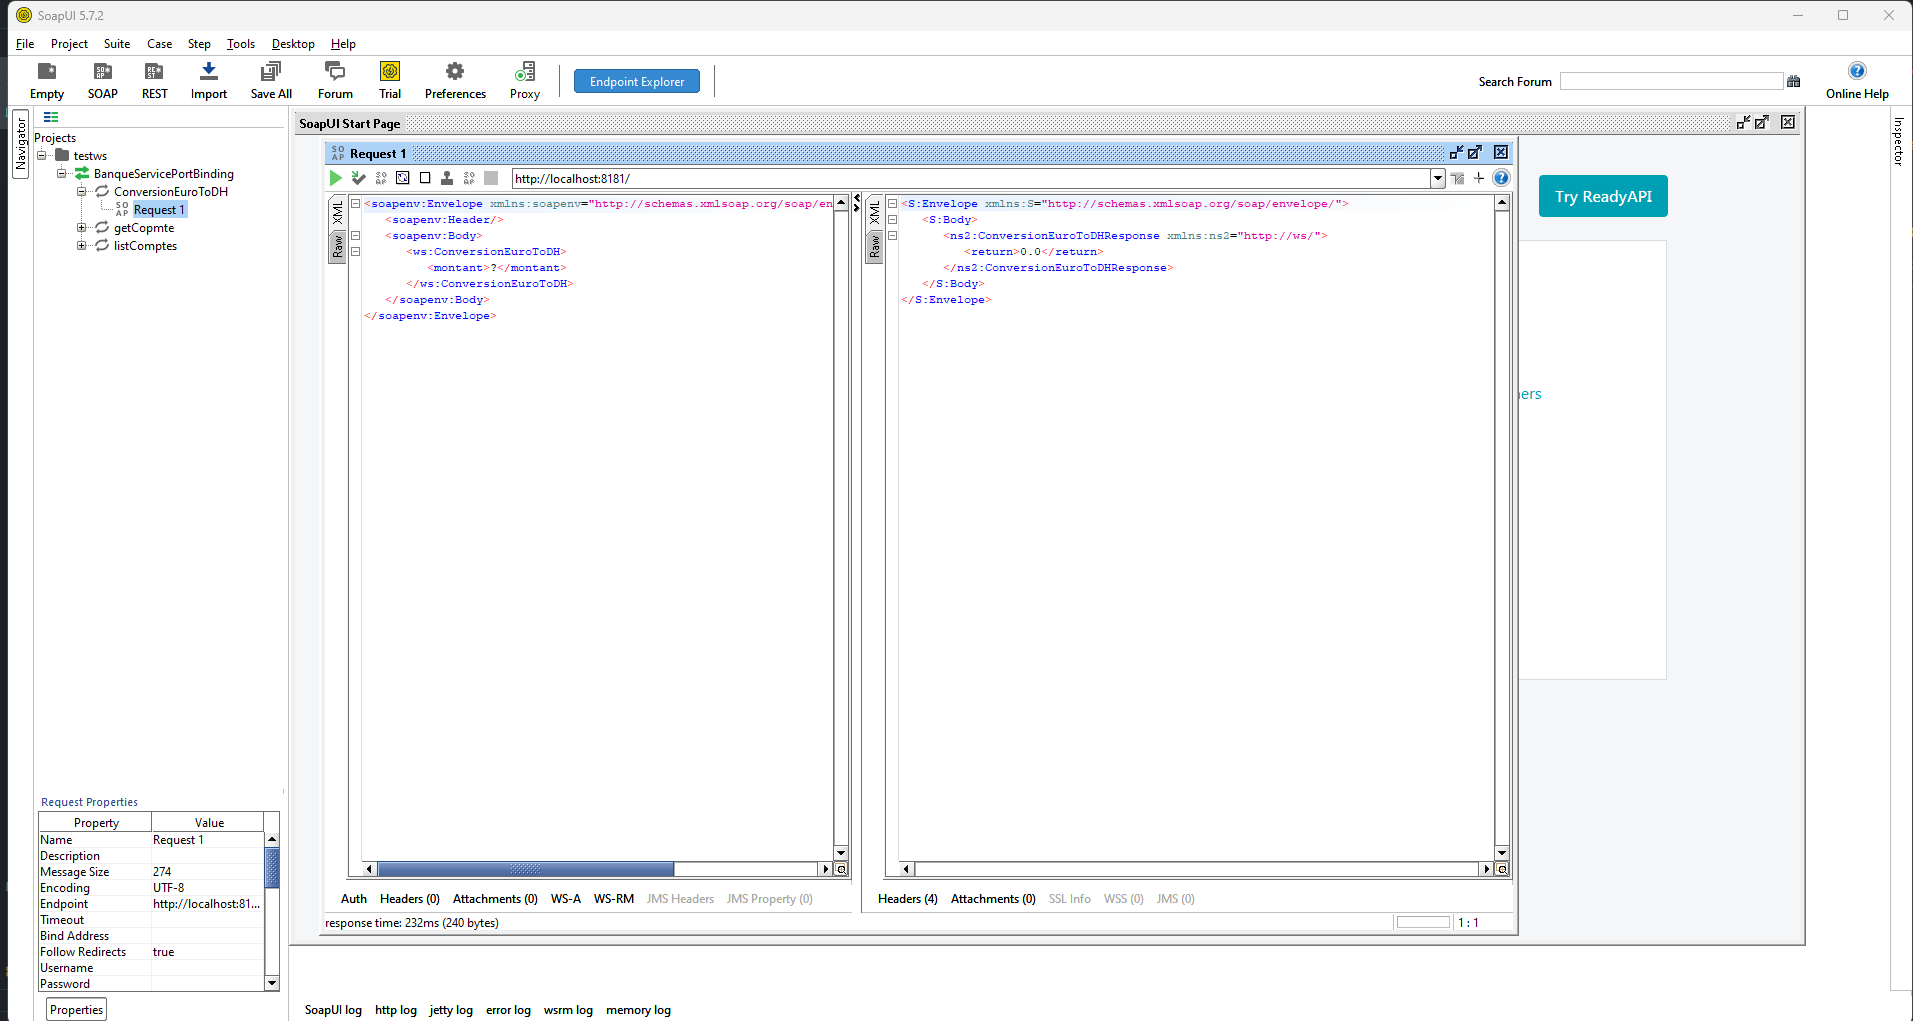 SoapUI 5.7.2
File Project Suite Case Step Tools Desktop Help
Empty SOAP REST Import Save All Forum Trial Preferences Proxy Endpoint Explorer Search Forum Online Help
Navigator
Projects
testws
BanqueServicePortBinding
ConversionEuroToDH
SO AP Request 1
getCopmte
listComptes
SoapUI Start Page
Request 1
http://localhost:8181/
XML
Raw
<soapenv:Envelope xmlns:soapenv="http://schemas.xmlsoap.org/soap/en
<soapenv:Header/>
<soapenv:Body>
<ws:ConversionEuroToDH>
<montant>?</montant>
</ws:ConversionEuroToDH>
</soapenv:Body>
</soapenv:Envelope>
XML
Raw
<S:Envelope xmlns:S="http://schemas.xmlsoap.org/soap/envelope/">
<S:Body>
<ns2:ConversionEuroToDHResponse xmlns:ns2="http://ws/">
<return>0.0</return>
</ns2:ConversionEuroToDHResponse>
</S:Body>
</S:Envelope>
Try ReadyAPI
ers
Inspector
Request Properties
Property Value
Name Request 1
Description
Message Size 274
Encoding UTF-8
Endpoint http://localhost:81...
Timeout
Bind Address
Follow Redirects true
Username
Password
Properties
Auth Headers (0) Attachments (0) WS-A WS-RM JMS Headers JMS Property (0)
Headers (4) Attachments (0) SSL Info WSS (0) JMS (0)
response time: 232ms (240 bytes)
1 : 1
SoapUI log http log jetty log error log wsrm log memory log